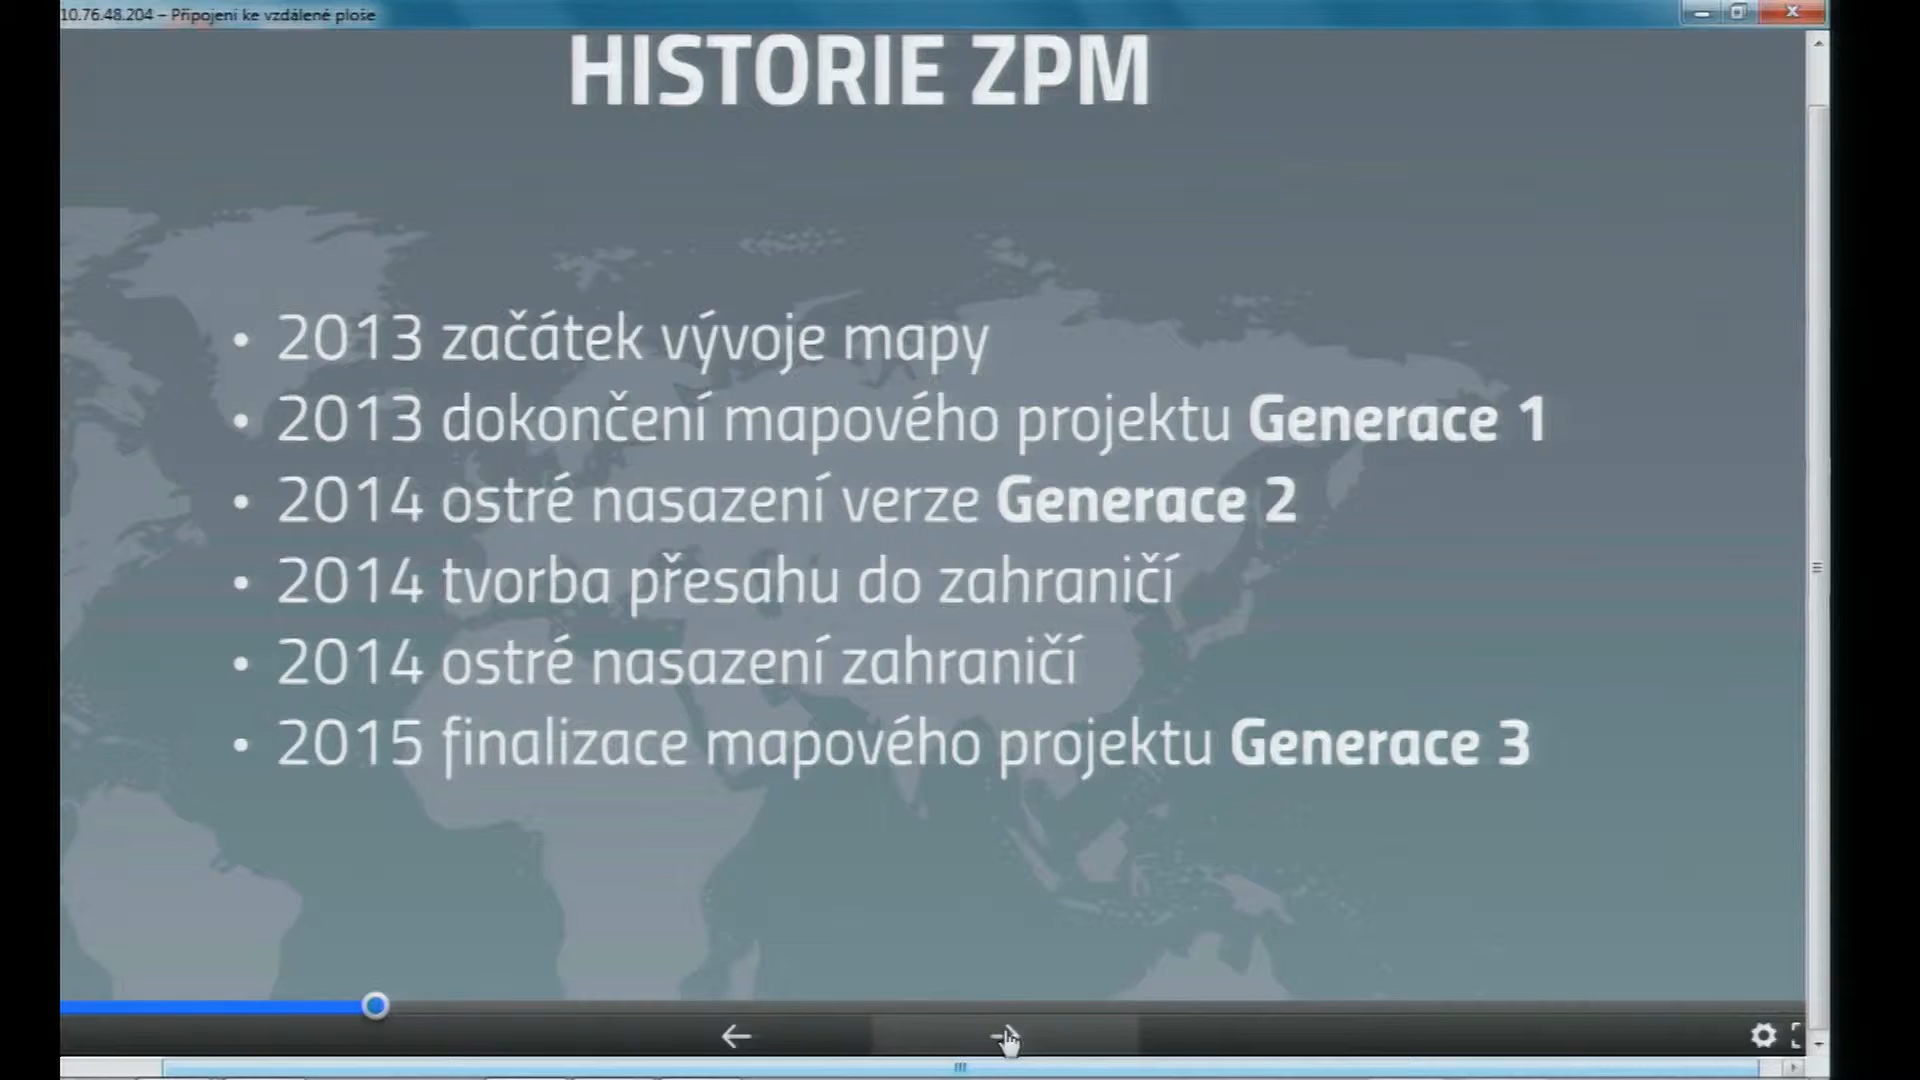 10.76.48.204 – Připojení ke vzdálené ploše
HISTORIE ZPM
• 2013 začátek vývoje mapy
• 2013 dokončení mapového projektu Generace 1
• 2014 ostré nasazení verze Generace 2
• 2014 tvorba přesahu do zahraničí
• 2014 ostré nasazení zahraničí
• 2015 finalizace mapového projektu Generace 3